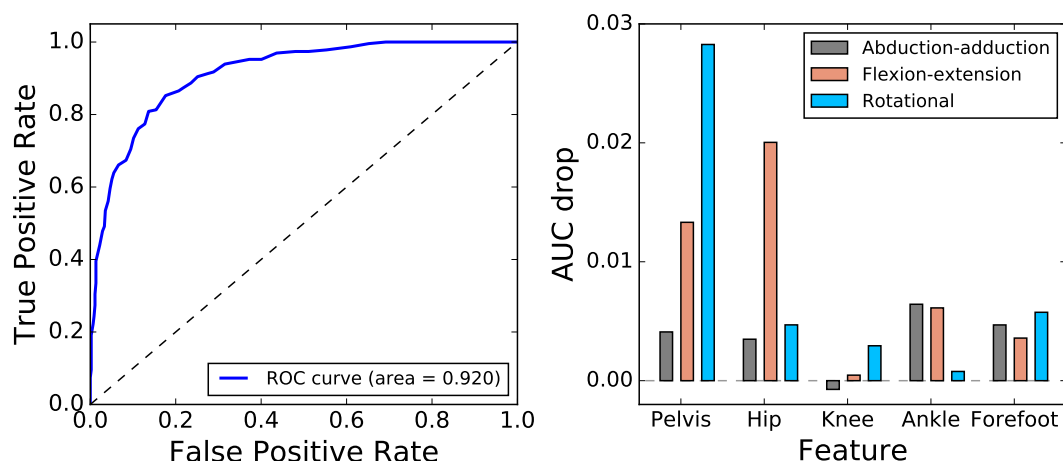 1.0
0.8
0.6
0.4
0.2
0.0
True Positive Rate
ROC curve (area = 0.920)
0.0 0.2 0.4 0.6 0.8 1.0
False Positive Rate
0.03
0.02
0.01
0.00
AUC drop
Abduction-adduction
Flexion-extension
Rotational
Pelvis Hip Knee Ankle Forefoot
Feature